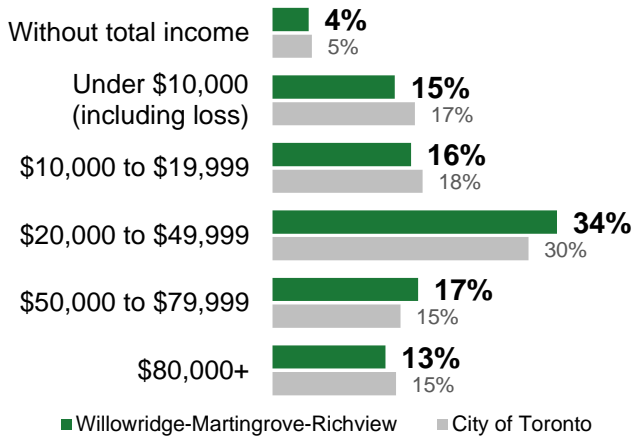 Without total income
4%
5%
Under $10,000
(including loss)
15%
17%
$10,000 to $19,999
16%
18%
$20,000 to $49,999
34%
30%
$50,000 to $79,999
17%
15%
$80,000+
13%
15%
Willowridge-Martingrove-Richview
City of Toronto